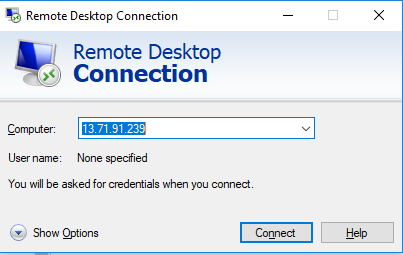 Remote Desktop Connection
Remote Desktop
Connection
Computer: 13.71.91.239
User name: None specified
You will be asked for credentials when you connect.
Show Options Connect Help